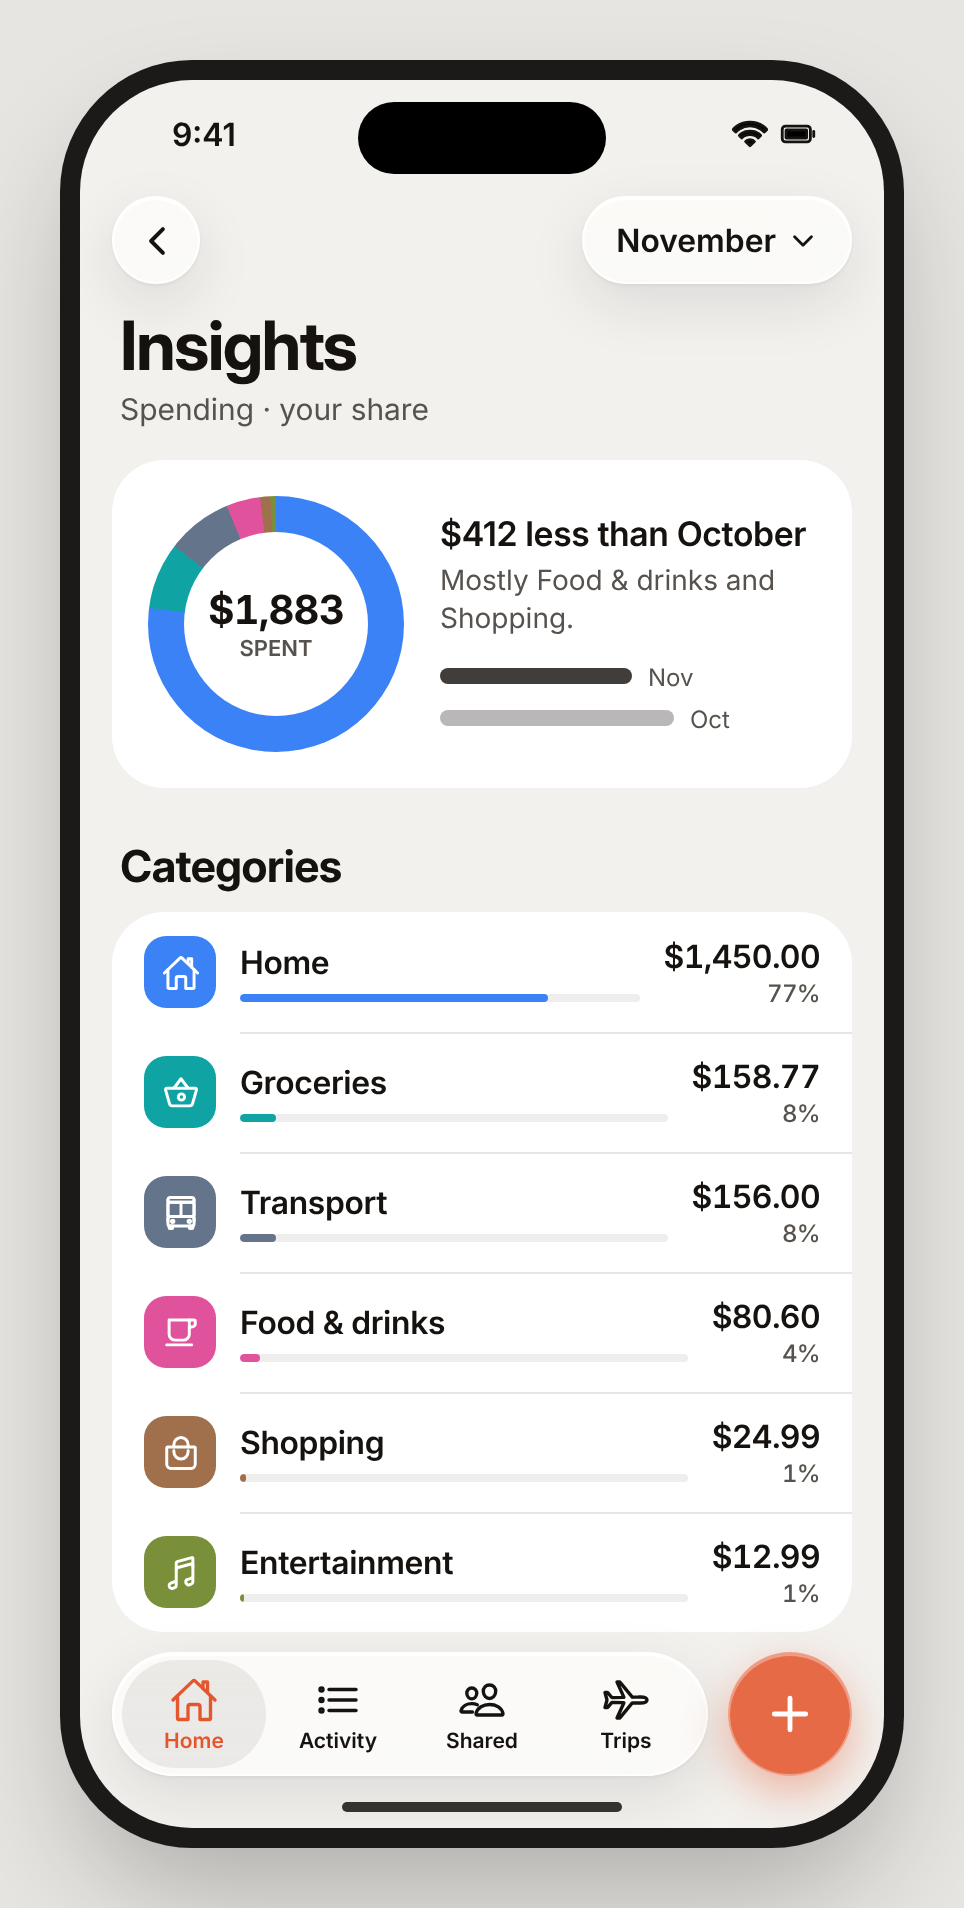 9:41
November
Insights
Spending · your share
$1,883
SPENT
$412 less than October
Mostly Food & drinks and
Shopping.
Nov
Oct
Categories
Home
$1,450.00
77%
Groceries
$158.77
8%
Transport
$156.00
8%
Food & drinks
$80.60
4%
Shopping
$24.99
1%
Entertainment
$12.99
1%
Home
Activity
Shared
Trips